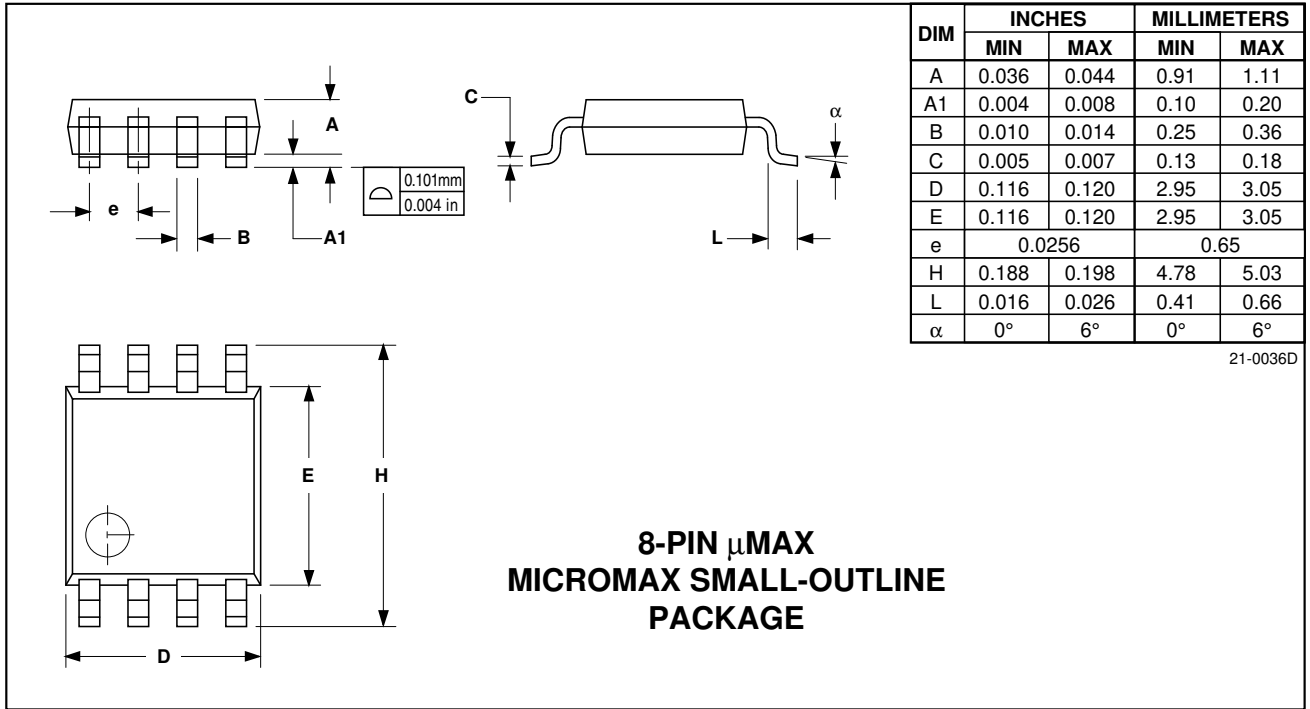 DIM INCHES MILLIMETERS
MIN MAX MIN MAX
A 0.036 0.044 0.91 1.11
A1 0.004 0.008 0.10 0.20
B 0.010 0.014 0.25 0.36
C 0.005 0.007 0.13 0.18
D 0.116 0.120 2.95 3.05
E 0.116 0.120 2.95 3.05
e 0.0256 0.65
H 0.188 0.198 4.78 5.03
L 0.016 0.026 0.41 0.66
α 0° 6° 0° 6°
21-0036D
A
C
α
0.101mm
0.004 in
e
B
A1
L
E
H
D
8-PIN μMAX
MICROMAX SMALL-OUTLINE
PACKAGE